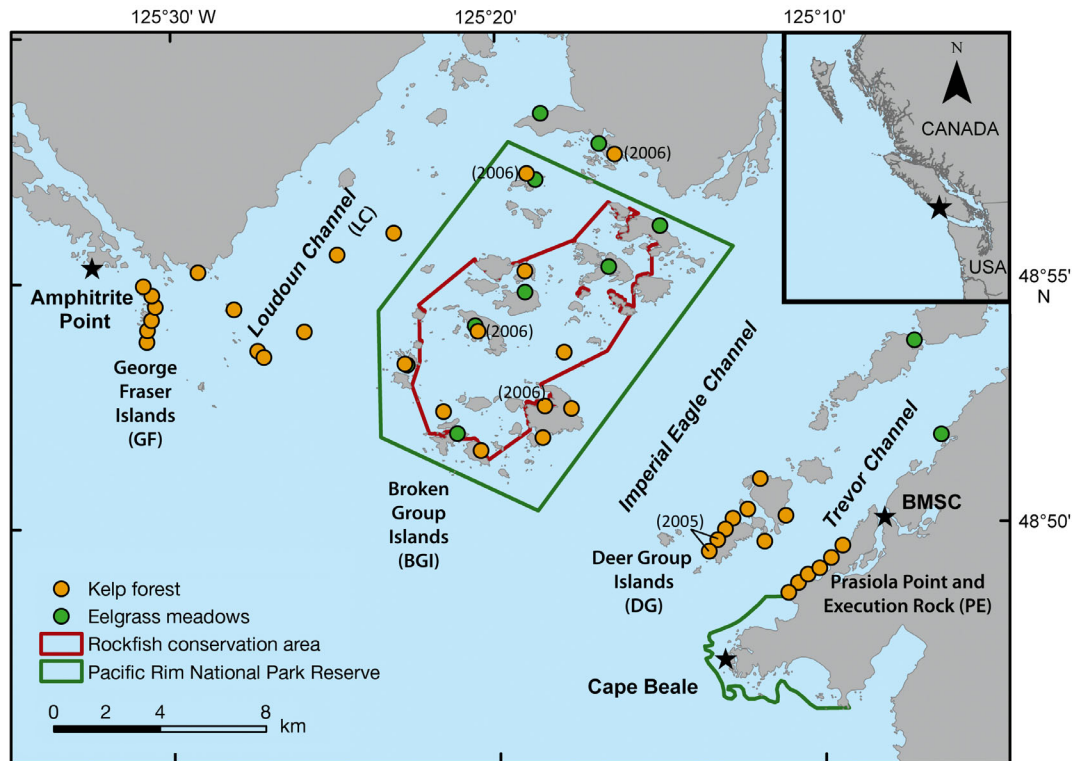 125°30' W
125°20'
125°10'
N
CANADA
USA
(2006)
(2006)
Loudoun Channel
(LC)
Amphitrite
Point
48°55'
N
(2006)
George
Fraser
Islands
(GF)
(2006)
Imperial Eagle Channel
Trevor Channel
Broken
Group
Islands
(BGI)
BMSC
(2005)
48°50'
Deer Group
Islands
(DG)
Prasiola Point and
Execution Rock (PE)
Kelp forest
Eelgrass meadows
Rockfish conservation area
Pacific Rim National Park Reserve
Cape Beale
0 2 4 8
km